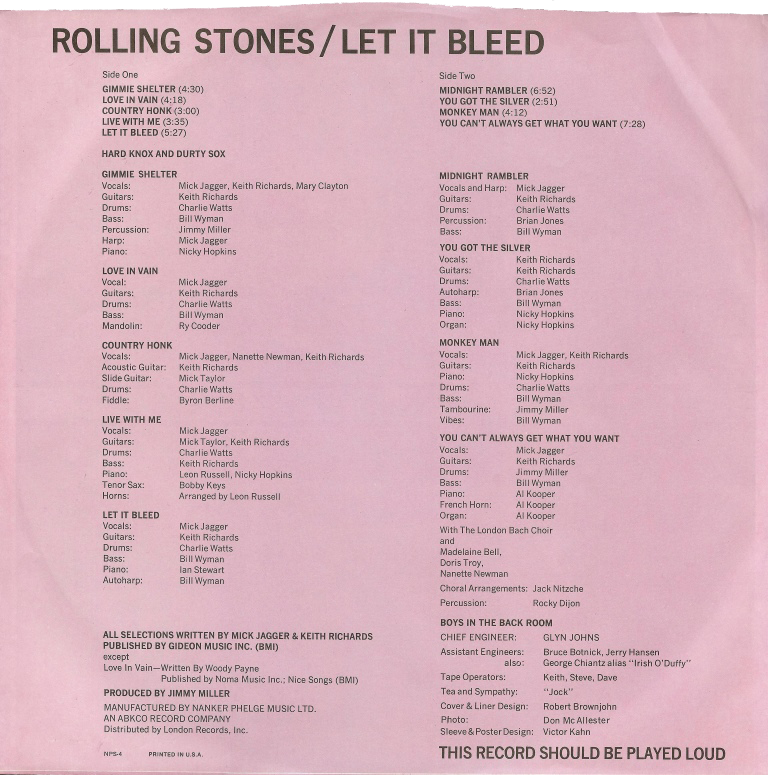 ROLLING STONES/LET IT BLEED
Side One
GIMMIE SHELTER (4:30)
LOVE IN VAIN (4;18)
COUNTRY HONK (3:00)
LIVE WITH ME (3:35)
LET IT BLEED (5:27)
HARD KNOX AND DURTY SOX
GIMMIE SHELTER
Vocals: Mick Jagger, Keith Richards, Mary Clayton
Guitars: Keith Richards
Drums: Charlie Watts
Bass: Bill Wyman
Percussion: Jimmy Miller
Harp: Mick Jagger
Piano: Nicky Hopkins
LOVE IN VAIN
Vocal: Mick Jagger
Guitars: Keith Richards
Drums: Charlie Watts
Bass: Bill Wyman
Mandolin: Ry Cooder
COUNTRY HONK
Vocals: Mick Jagger, Nanette Newman, Keith Richards
Acoustic Guitar: Keith Richards
Slide Guitar: Mick Taylor
Drums: Charlie Watts
Fiddle: Byron Berline
LIVE WITH ME
Vocals: Mick Jagger
Guitars: Mick Taylor, Keith Richards
Drums: Charlie Watts
Bass: Keith Richards
Piano: Leon Russell, Nicky Hopkins
Tenor Sax: Bobby Keys
Horns: Arranged by Leon Russell
LET IT BLEED
Vocals: Mick Jagger
Guitars: Keith Richards
Drums: Charlie Watts
Bass: Bill Wyman
Piano: Ian Stewart
Autoharp: Bill Wyman
ALL SELECTIONS WRITTEN BY MICK JAGGER & KEITH RICHARDS
PUBLISHED BY GIDEON MUSIC INC. (BMI)
except
Love In Vain—Written By Woody Payne
Published by Noma Music Inc.; Nice Songs (BMI)
PRODUCED BY JIMMY MILLER
MANUFACTURED BY NANKER PHELGE MUSIC LTD.
AN ABKCO RECORD COMPANY
Distributed by London Records, Inc.
NPS-4 PRINTED IN U.S.A.
Side Two
MIDNIGHT RAMBLER (6:52)
YOU GOT THE SILVER (2:51)
MONKEY MAN (4:12)
YOU CAN'T ALWAYS GET WHAT YOU WANT (7:28)
MIDNIGHT RAMBLER
Vocals and Harp: Mick Jagger
Guitars: Keith Richards
Drums: Charlie Watts
Percussion: Brian Jones
Bass: Bill Wyman
YOU GOT THE SILVER
Vocals: Keith Richards
Guitars: Keith Richards
Drums: Charlie Watts
Autoharp: Brian Jones
Bass: Bill Wyman
Piano: Nicky Hopkins
Organ: Nicky Hopkins
MONKEY MAN
Vocals: Mick Jagger, Keith Richards
Guitars: Keith Richards
Piano: Nicky Hopkins
Drums: Charlie Watts
Bass: Bill Wyman
Tambourine: Jimmy Miller
Vibes: Bill Wyman
YOU CAN'T ALWAYS GET WHAT YOU WANT
Vocals: Mick Jagger
Guitars: Keith Richards
Drums: Jimmy Miller
Bass: Bill Wyman
Piano: Al Kooper
French Horn: Al Kooper
Organ: Al Kooper
With The London Bach Choir
and
Madelaine Bell,
Doris Troy,
Nanette Newman
Choral Arrangements: Jack Nitzche
Percussion: Rocky Dijon
BOYS IN THE BACK ROOM
CHIEF ENGINEER: GLYN JOHNS
Assistant Engineers: Bruce Botnick, Jerry Hansen
also: George Chiantz alias "Irish O'Duffy"
Tape Operators: Keith, Steve, Dave
Tea and Sympathy: "Jock"
Cover & Liner Design: Robert Brownjohn
Photo: Don McAllester
Sleeve & Poster Design: Victor Kahn
THIS RECORD SHOULD BE PLAYED LOUD